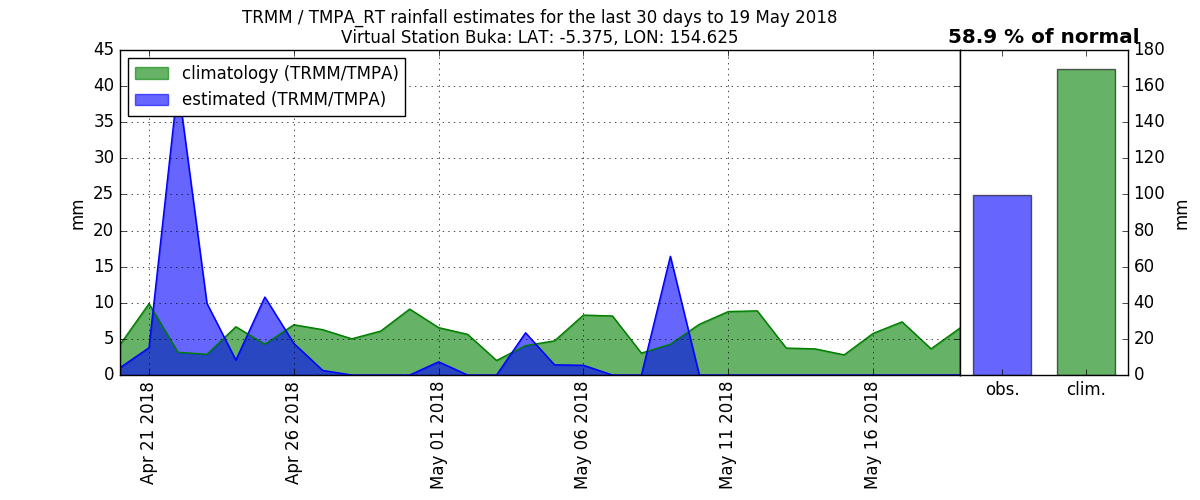 TRMM / TMPA_RT rainfall estimates for the last 30 days to 19 May 2018
Virtual Station Buka: LAT: -5.375, LON: 154.625
58.9 % of normal
climatology (TRMM/TMPA)
estimated (TRMM/TMPA)
45
40
35
30
25
20
15
10
5
0
mm
Apr 21 2018
Apr 26 2018
May 01 2018
May 06 2018
May 11 2018
May 16 2018
180
160
140
120
100
80
60
40
20
0
mm
obs.
clim.